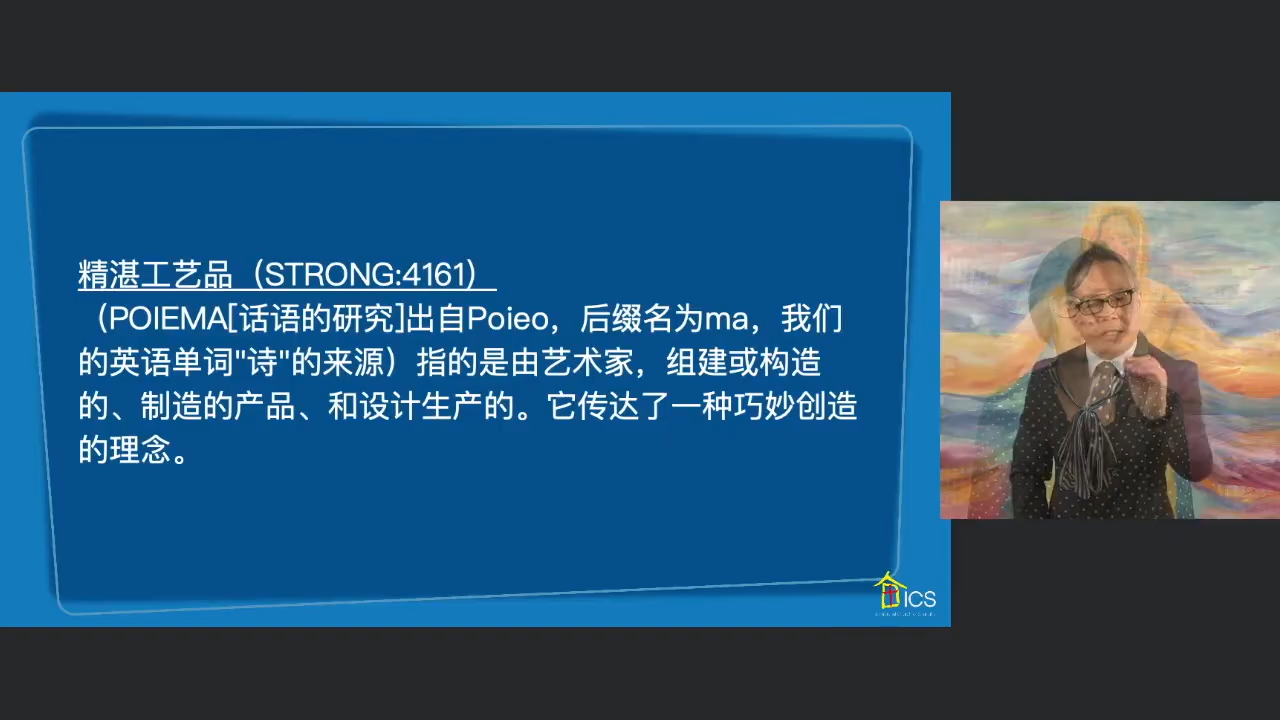 精湛工艺品（STRONG:4161）
（POIEMA[话语的研究]出自Poieo，后缀名为ma，我们
的英语单词"诗"的来源）指的是由艺术家，组建或构造
的、制造的产品、和设计生产的。它传达了一种巧妙创造
的理念。
ICS